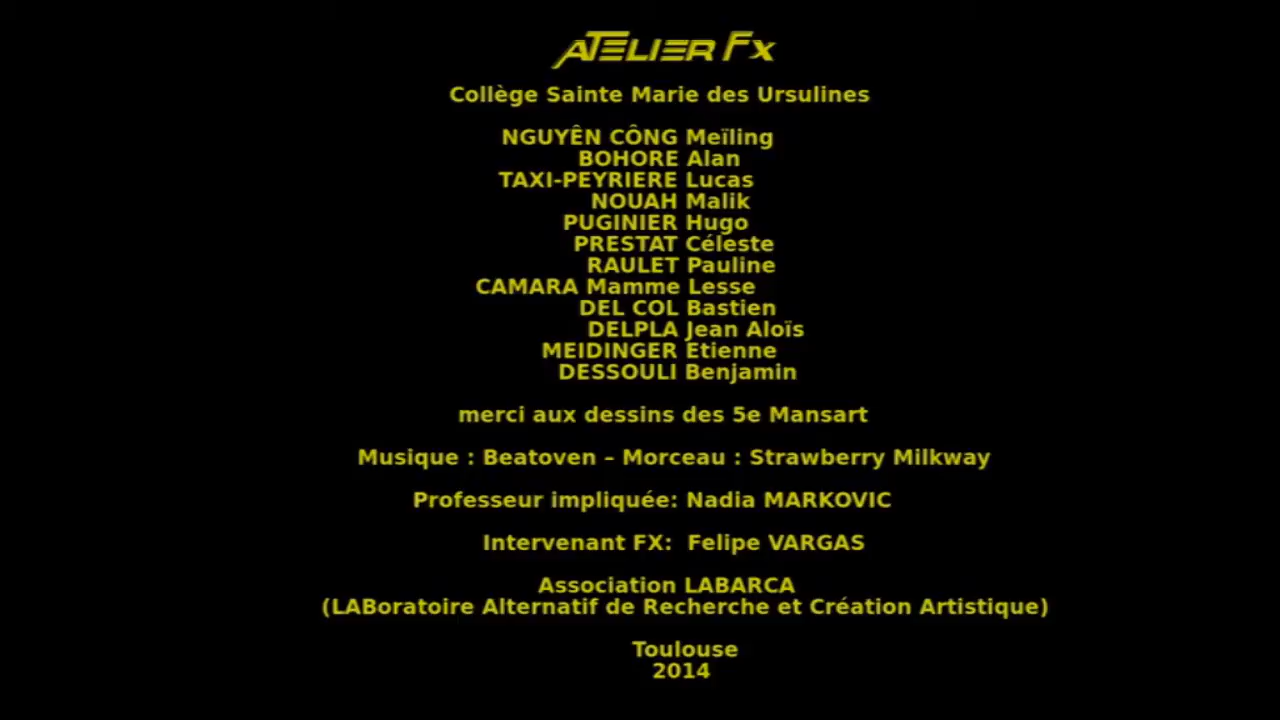 ATELIER FX
Collège Sainte Marie des Ursulines
NGUYÊN CÔNG Meïling
BOHORE Alan
TAXI-PEYRIERE Lucas
NOUAH Malik
PUGINIER Hugo
PRESTAT Céleste
RAULET Pauline
CAMARA Mamme Lesse
DEL COL Bastien
DELPLA Jean Aloïs
MEIDINGER Etienne
DESSOULI Benjamin
merci aux dessins des 5e Mansart
Musique : Beatoven – Morceau : Strawberry Milkway
Professeur impliquée: Nadia MARKOVIC
Intervenant FX:  Felipe VARGAS
Association LABARCA
(LABoratoire Alternatif de Recherche et Création Artistique)
Toulouse
2014